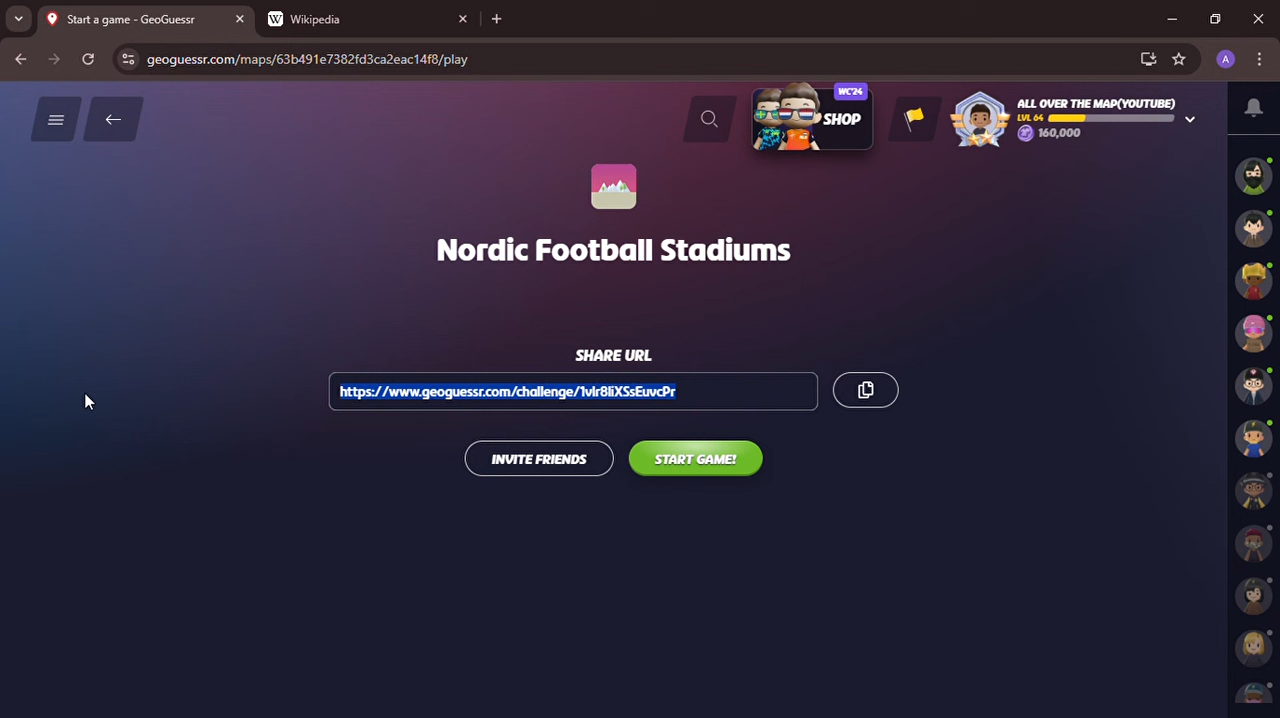 Start a game - GeoGuessr
W Wikipedia
geoguessr.com/maps/63b491e7382fd3ca2eac14f8/play
A
WC'24
SHOP
ALL OVER THE MAP(YOUTUBE)
LVL 64
160,000
Nordic Football Stadiums
SHARE URL
https://www.geoguessr.com/challenge/1vlr8IiXSsEuvcPr
INVITE FRIENDS
START GAME!